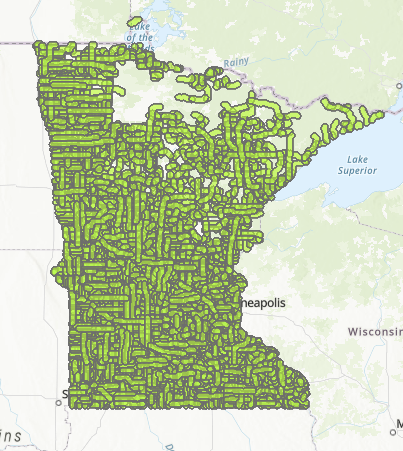 Lake
of the
Rainy
Lake
Superior
neapolis
Wisconsin
S
M
ins